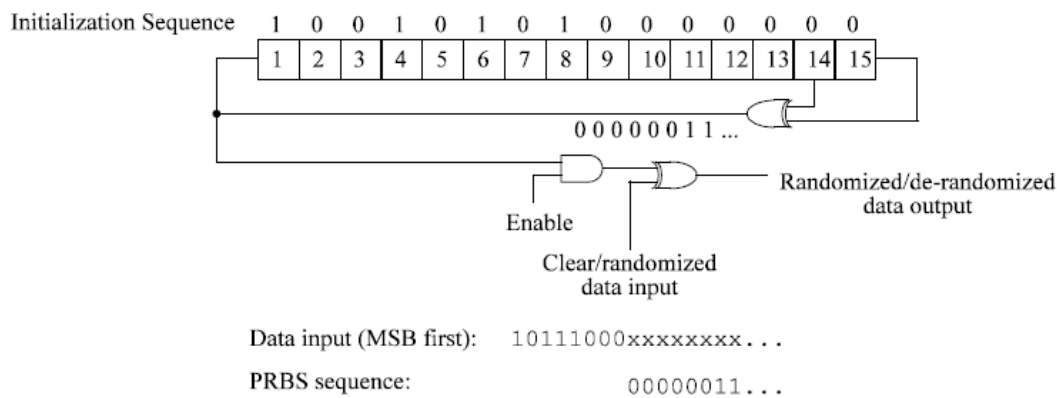 Initialization Sequence 1 0 0 1 0 1 0 1 0 0 0 0 0 0 0
1 2 3 4 5 6 7 8 9 10 11 12 13 14 15
0 0 0 0 0 0 1 1 ...
Enable
Clear/randomized
data input
Randomized/de-randomized
data output
Data input (MSB first): 10111000xxxxxxxx...
PRBS sequence: 00000011...